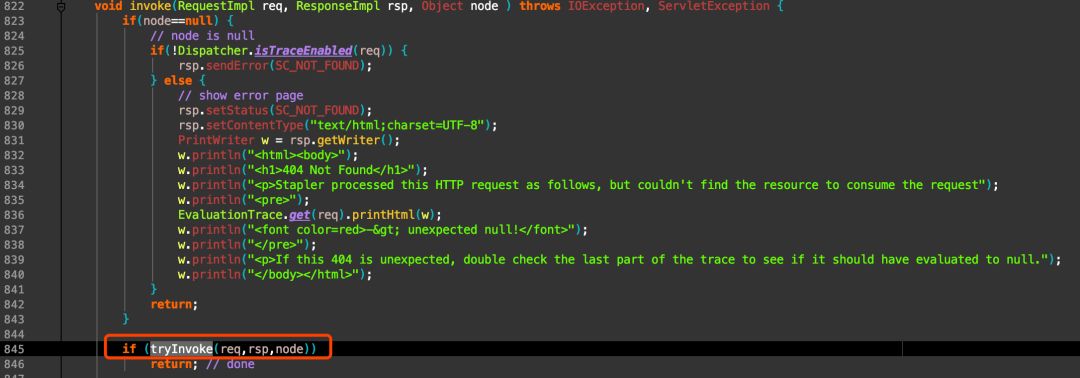 822 void invoke(RequestImpl req, ResponseImpl rsp, Object node ) throws IOException, ServletException {
823 if(node==null) {
824 // node is null
825 if(!Dispatcher.isTraceEnabled(req)) {
826 rsp.sendError(SC_NOT_FOUND);
827 } else {
828 // show error page
829 rsp.setStatus(SC_NOT_FOUND);
830 rsp.setContentType("text/html;charset=UTF-8");
831 PrintWriter w = rsp.getWriter();
832 w.println("<html><body>");
833 w.println("<h1>404 Not Found</h1>");
834 w.println("<p>Stapler processed this HTTP request as follows, but couldn't find the resource to consume the request");
835 w.println("<pre>");
836 EvaluationTrace.get(req).printHtml(w);
837 w.println("<font color=red>-&gt; unexpected null!</font>");
838 w.println("</pre>");
839 w.println("<p>If this 404 is unexpected, double check the last part of the trace to see if it should have evaluated to null.");
840 w.println("</body></html>");
841 }
842 return;
843 }
844
845 if (tryInvoke(req,rsp,node))
846 return; // done